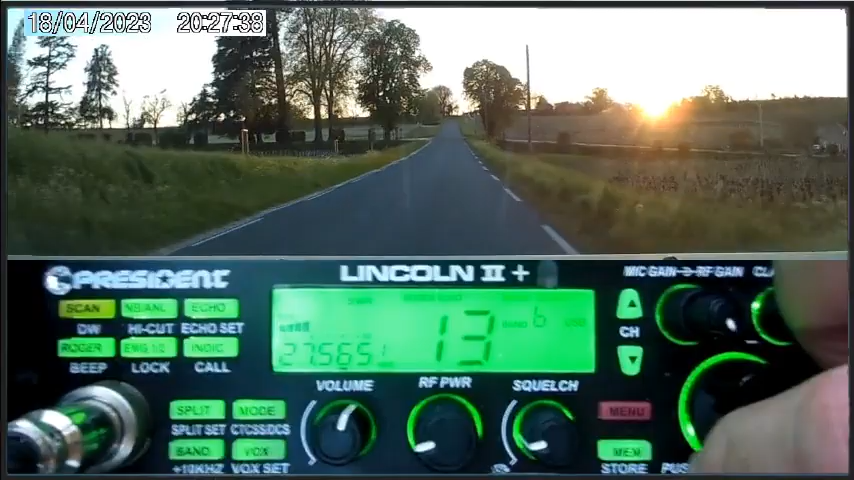 18/04/2023 20:27:38
PRESIDENT LINCOLN II + MIC GAIN RF GAIN
SCAN NB/ANL ECHO
DW HI-CUT ECHO SET
ROGER EMG 1/2 INDIC
BEEP LOCK CALL
13 BAND b
27.565
CH
VOLUME RF PWR SQUELCH
SPLIT MODE
SPLIT SET CTCSS/DCS
MENU
BAND VOX
+10KHZ VOX SET
MEM
STORE